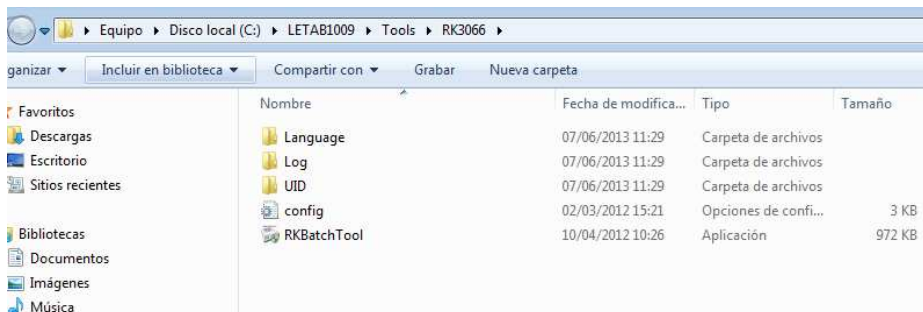 Equipo ▸ Disco local (C:) ▸ LETAB1009 ▸ Tools ▸ RK3066 ▸
ganizar ▾ Incluir en biblioteca ▾ Compartir con ▾ Grabar Nueva carpeta
Favoritos
Descargas
Escritorio
Sitios recientes
Bibliotecas
Documentos
Imágenes
Música
Nombre Fecha de modifica... Tipo Tamaño
Language 07/06/2013 11:29 Carpeta de archivos
Log 07/06/2013 11:29 Carpeta de archivos
UID 07/06/2013 11:29 Carpeta de archivos
config 02/03/2012 15:21 Opciones de confi... 3 KB
RKBatchTool 10/04/2012 10:26 Aplicación 972 KB